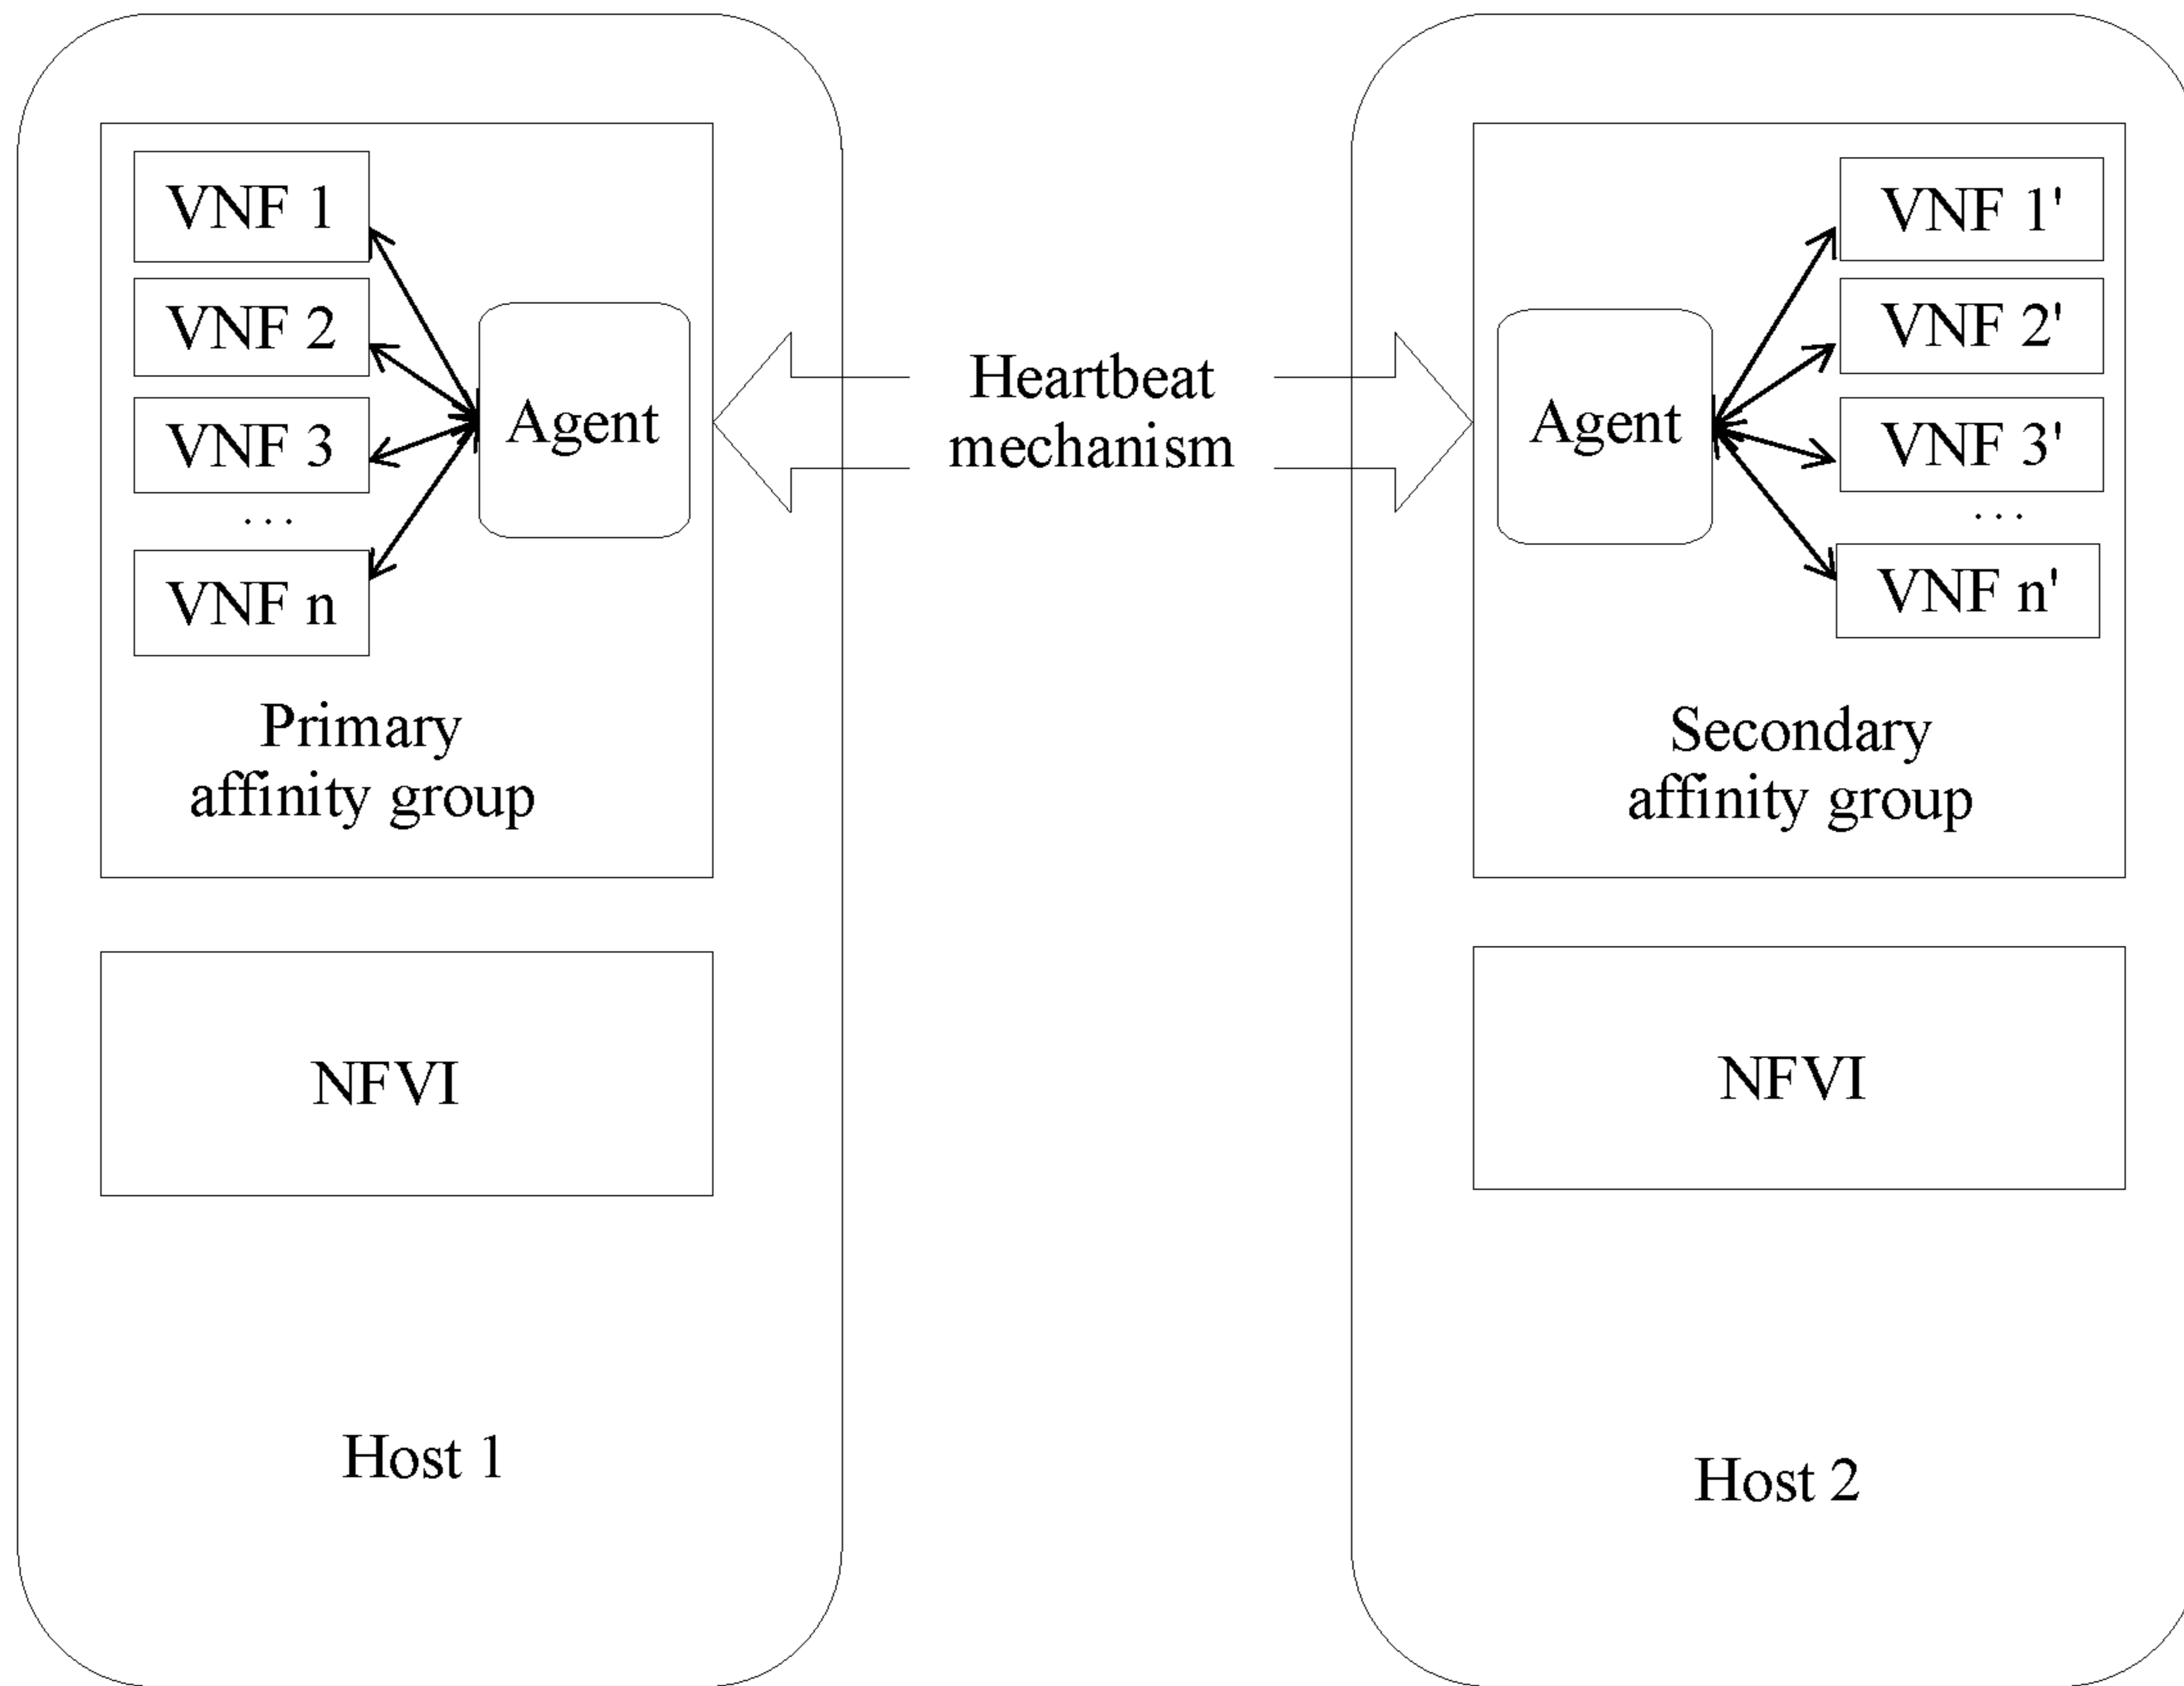 VNF 1
VNF 2
VNF 3
...
VNF n
Agent
Primary
affinity group
NFVI
Host 1
Heartbeat
mechanism
Agent
VNF 1'
VNF 2'
VNF 3'
...
VNF n'
Secondary
affinity group
NFVI
Host 2